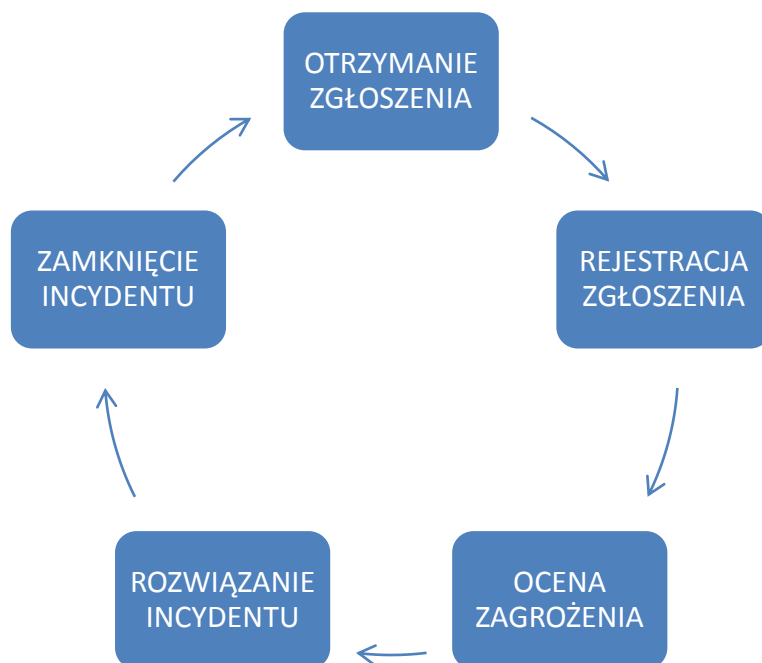 OTRZYMANIE
ZGŁOSZENIA
REJESTRACJA
ZGŁOSZENIA
OCENA
ZAGROŻENIA
ROZWIĄZANIE
INCYDENTU
ZAMKNIĘCIE
INCYDENTU